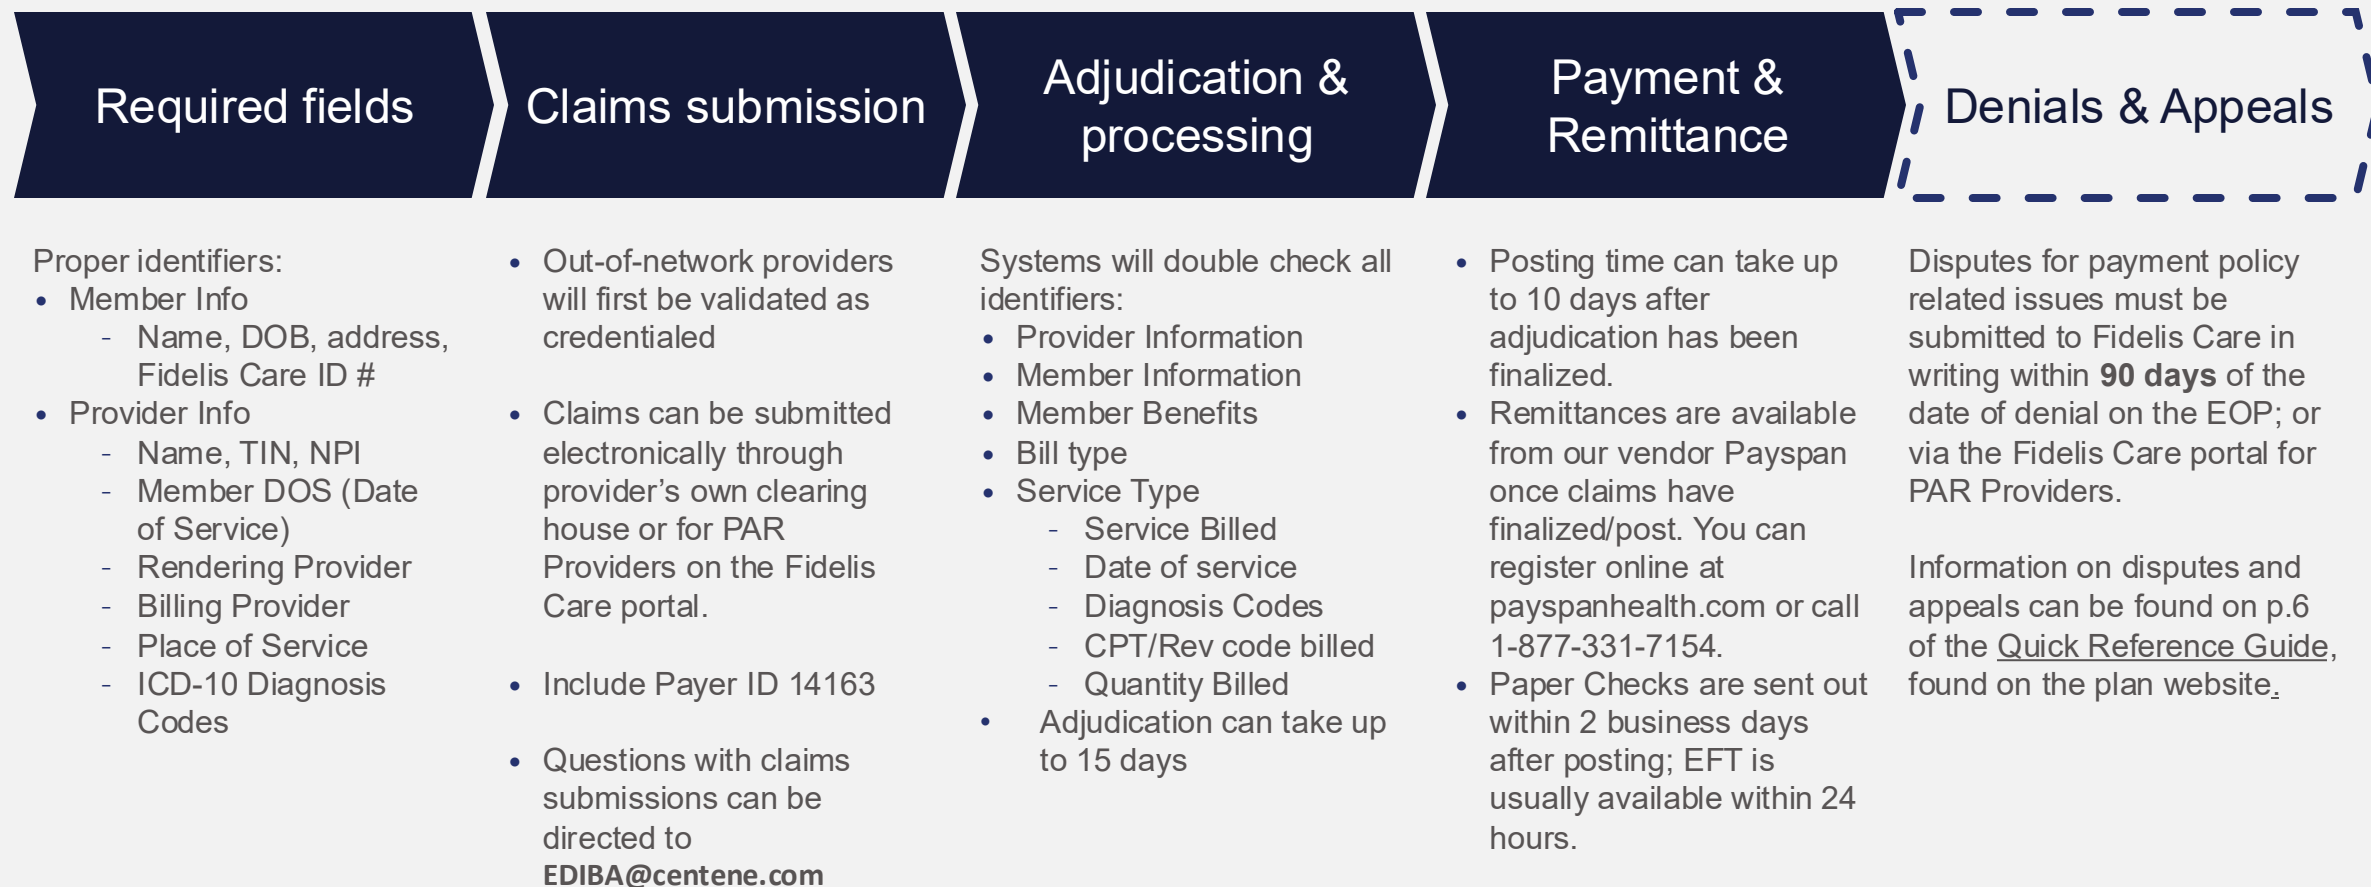 Required fields
Claims submission
Adjudication &
processing
Payment &
Remittance
Denials & Appeals
Proper identifiers:
• Member Info
- Name, DOB, address,
Fidelis Care ID #
• Provider Info
- Name, TIN, NPI
- Member DOS (Date
of Service)
- Rendering Provider
- Billing Provider
- Place of Service
- ICD-10 Diagnosis
Codes
• Out-of-network providers
will first be validated as
credentialed
• Claims can be submitted
electronically through
provider’s own clearing
house or for PAR
Providers on the Fidelis
Care portal.
• Include Payer ID 14163
• Questions with claims
submissions can be
directed to
EDIBA@centene.com
Systems will double check all
identifiers:
• Provider Information
• Member Information
• Member Benefits
• Bill type
• Service Type
- Service Billed
- Date of service
- Diagnosis Codes
- CPT/Rev code billed
- Quantity Billed
• Adjudication can take up
to 15 days
• Posting time can take up
to 10 days after
adjudication has been
finalized.
• Remittances are available
from our vendor Payspan
once claims have
finalized/post. You can
register online at
payspanhealth.com or call
1-877-331-7154.
• Paper Checks are sent out
within 2 business days
after posting; EFT is
usually available within 24
hours.
Disputes for payment policy
related issues must be
submitted to Fidelis Care in
writing within 90 days of the
date of denial on the EOP; or
via the Fidelis Care portal for
PAR Providers.
Information on disputes and
appeals can be found on p.6
of the Quick Reference Guide,
found on the plan website.